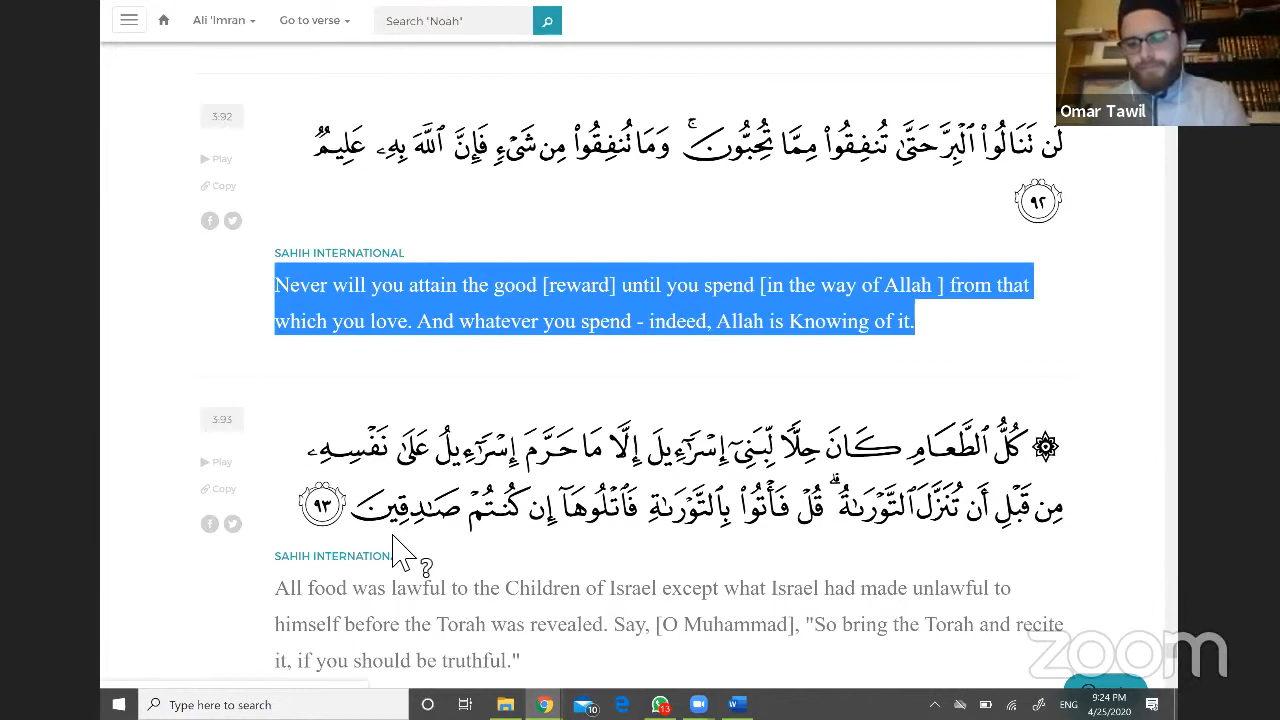 Ali 'Imran
Go to verse
Search "Noah"
Omar Tawil
3:92
Play
Copy
لَن تَنَالُوا۟ ٱلْبِرَّ حَتَّىٰ تُنفِقُوا۟ مِمَّا تُحِبُّونَ ۚ وَمَا تُنفِقُوا۟ مِن شَىْءٍ فَإِنَّ ٱللَّهَ بِهِۦ عَلِيمٌ
٩٢
SAHIH INTERNATIONAL
Never will you attain the good [reward] until you spend [in the way of Allah ] from that
which you love. And whatever you spend - indeed, Allah is Knowing of it.
3:93
Play
Copy
۞ كُلُّ ٱلطَّعَامِ كَانَ حِلًّا لِّبَنِىٓ إِسْرَٰٓءِيلَ إِلَّا مَا حَرَّمَ إِسْرَٰٓءِيلُ عَلَىٰ نَفْسِهِۦ
مِن قَبْلِ أَن تُنَزَّلَ ٱلتَّوْرَىٰةُ ۗ قُلْ فَأْتُوا۟ بِٱلتَّوْرَىٰةِ فَٱتْلُوهَآ إِن كُنتُمْ صَـٰدِقِينَ ٩٣
SAHIH INTERNATIONAL
All food was lawful to the Children of Israel except what Israel had made unlawful to
himself before the Torah was revealed. Say, [O Muhammad], "So bring the Torah and recite
it, if you should be truthful."
zoom
Type here to search
10
13
ENG
9:24 PM
4/25/2020